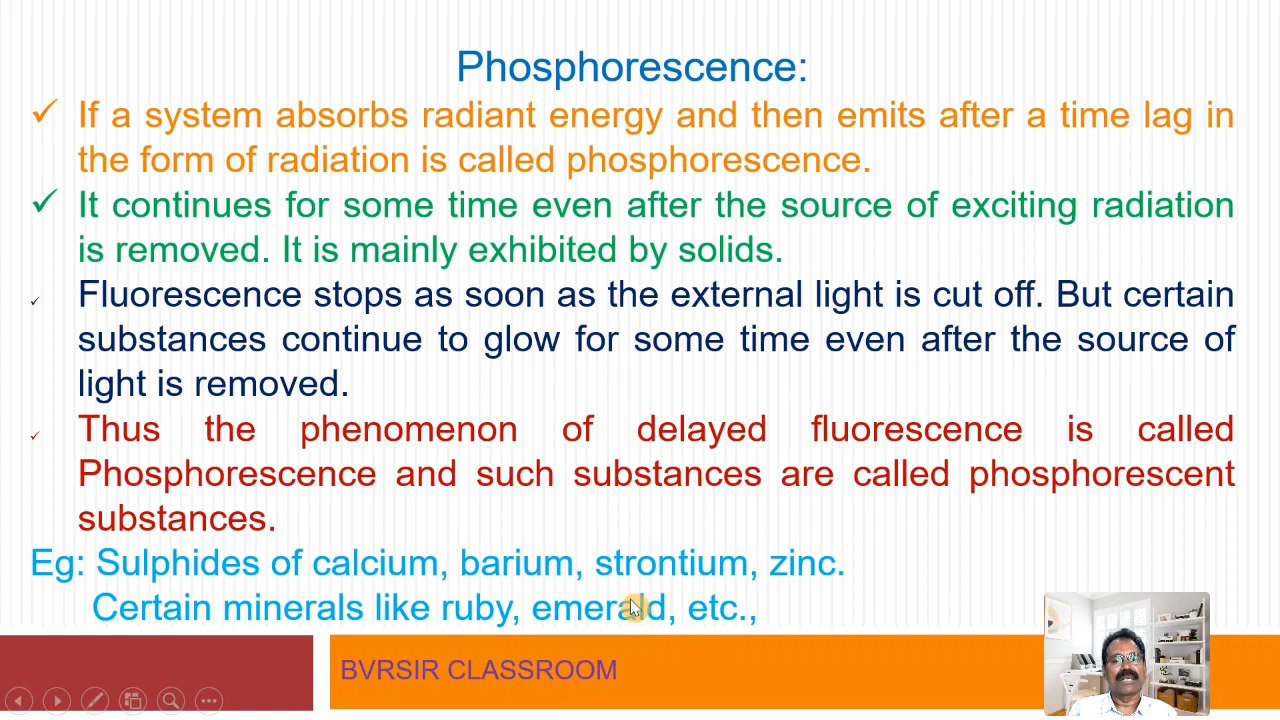 Phosphorescence:
✓ If a system absorbs radiant energy and then emits after a time lag in
the form of radiation is called phosphorescence.
✓ It continues for some time even after the source of exciting radiation
is removed. It is mainly exhibited by solids.
✓ Fluorescence stops as soon as the external light is cut off. But certain
substances continue to glow for some time even after the source of
light is removed.
✓ Thus the phenomenon of delayed fluorescence is called
Phosphorescence and such substances are called phosphorescent
substances.
Eg: Sulphides of calcium, barium, strontium, zinc.
Certain minerals like ruby, emerald, etc.,
BVRSIR CLASSROOM